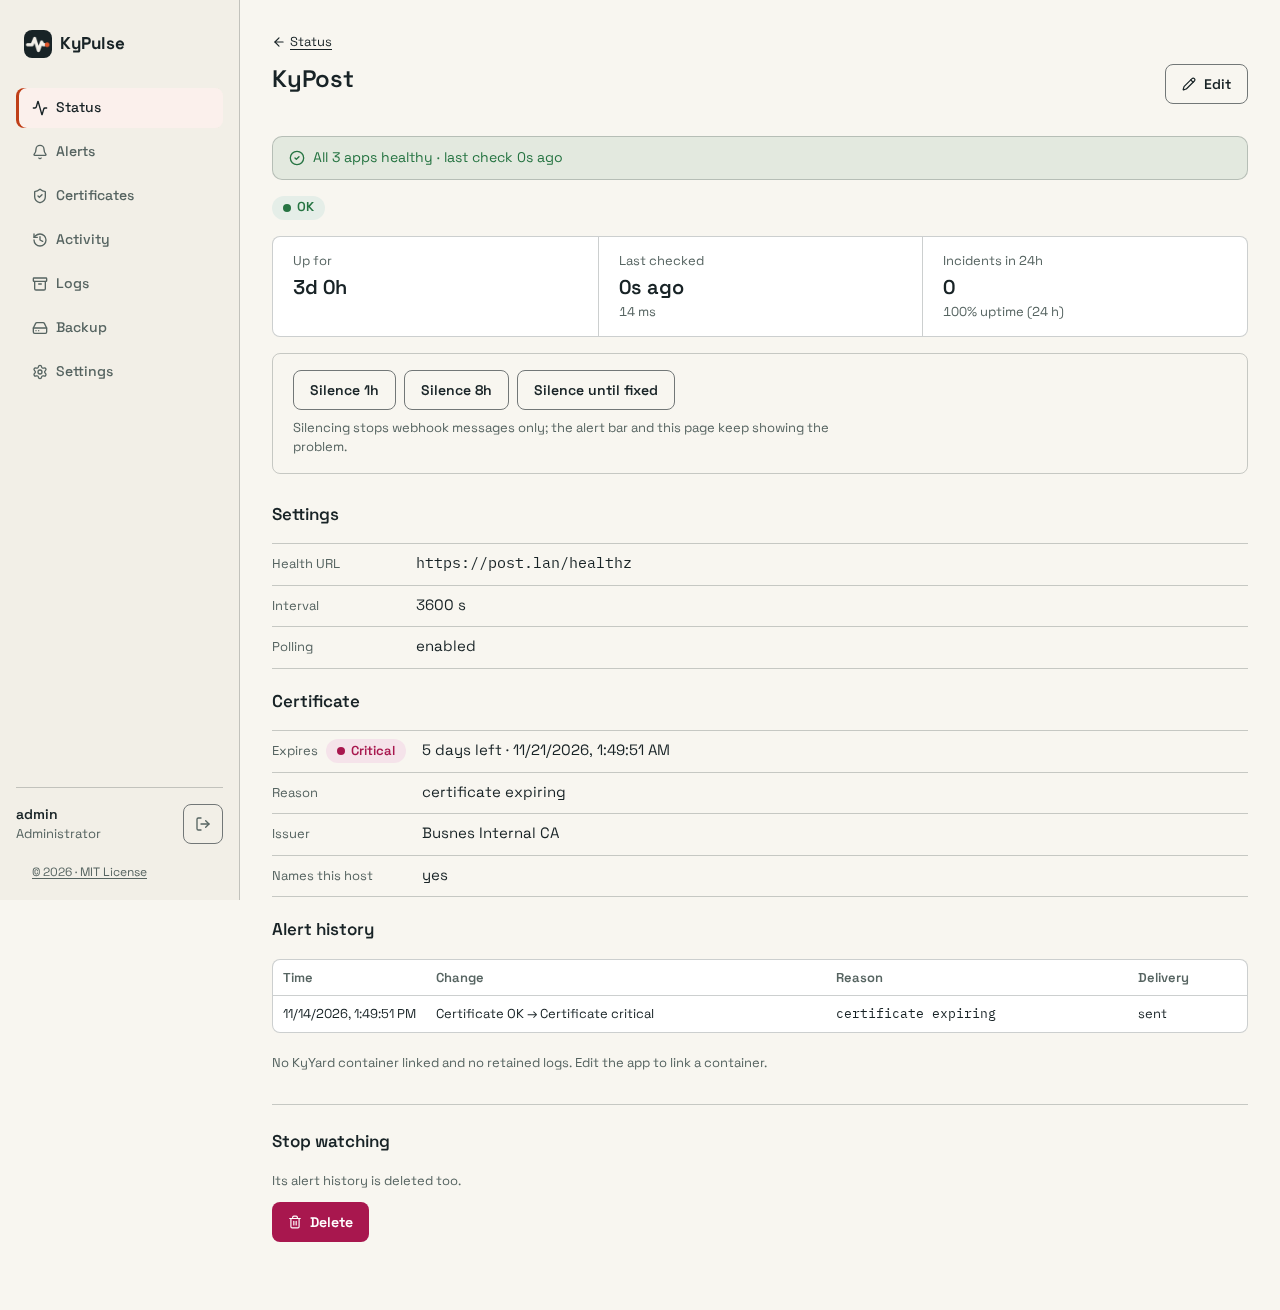 KyPulse
Status
Alerts
Certificates
Activity
Logs
Backup
Settings
admin
Administrator
© 2026 · MIT License
← Status
KyPost
Edit
All 3 apps healthy · last check 0s ago
OK
Up for
3d 0h
Last checked
0s ago
14 ms
Incidents in 24h
0
100% uptime (24 h)
Silence 1h
Silence 8h
Silence until fixed
Silencing stops webhook messages only; the alert bar and this page keep showing the
problem.
Settings
Health URL https://post.lan/healthz
Interval 3600 s
Polling enabled
Certificate
Expires Critical 5 days left · 11/21/2026, 1:49:51 AM
Reason certificate expiring
Issuer Busnes Internal CA
Names this host yes
Alert history
Time Change Reason Delivery
11/14/2026, 1:49:51 PM Certificate OK → Certificate critical certificate expiring sent
No KyYard container linked and no retained logs. Edit the app to link a container.
Stop watching
Its alert history is deleted too.
Delete